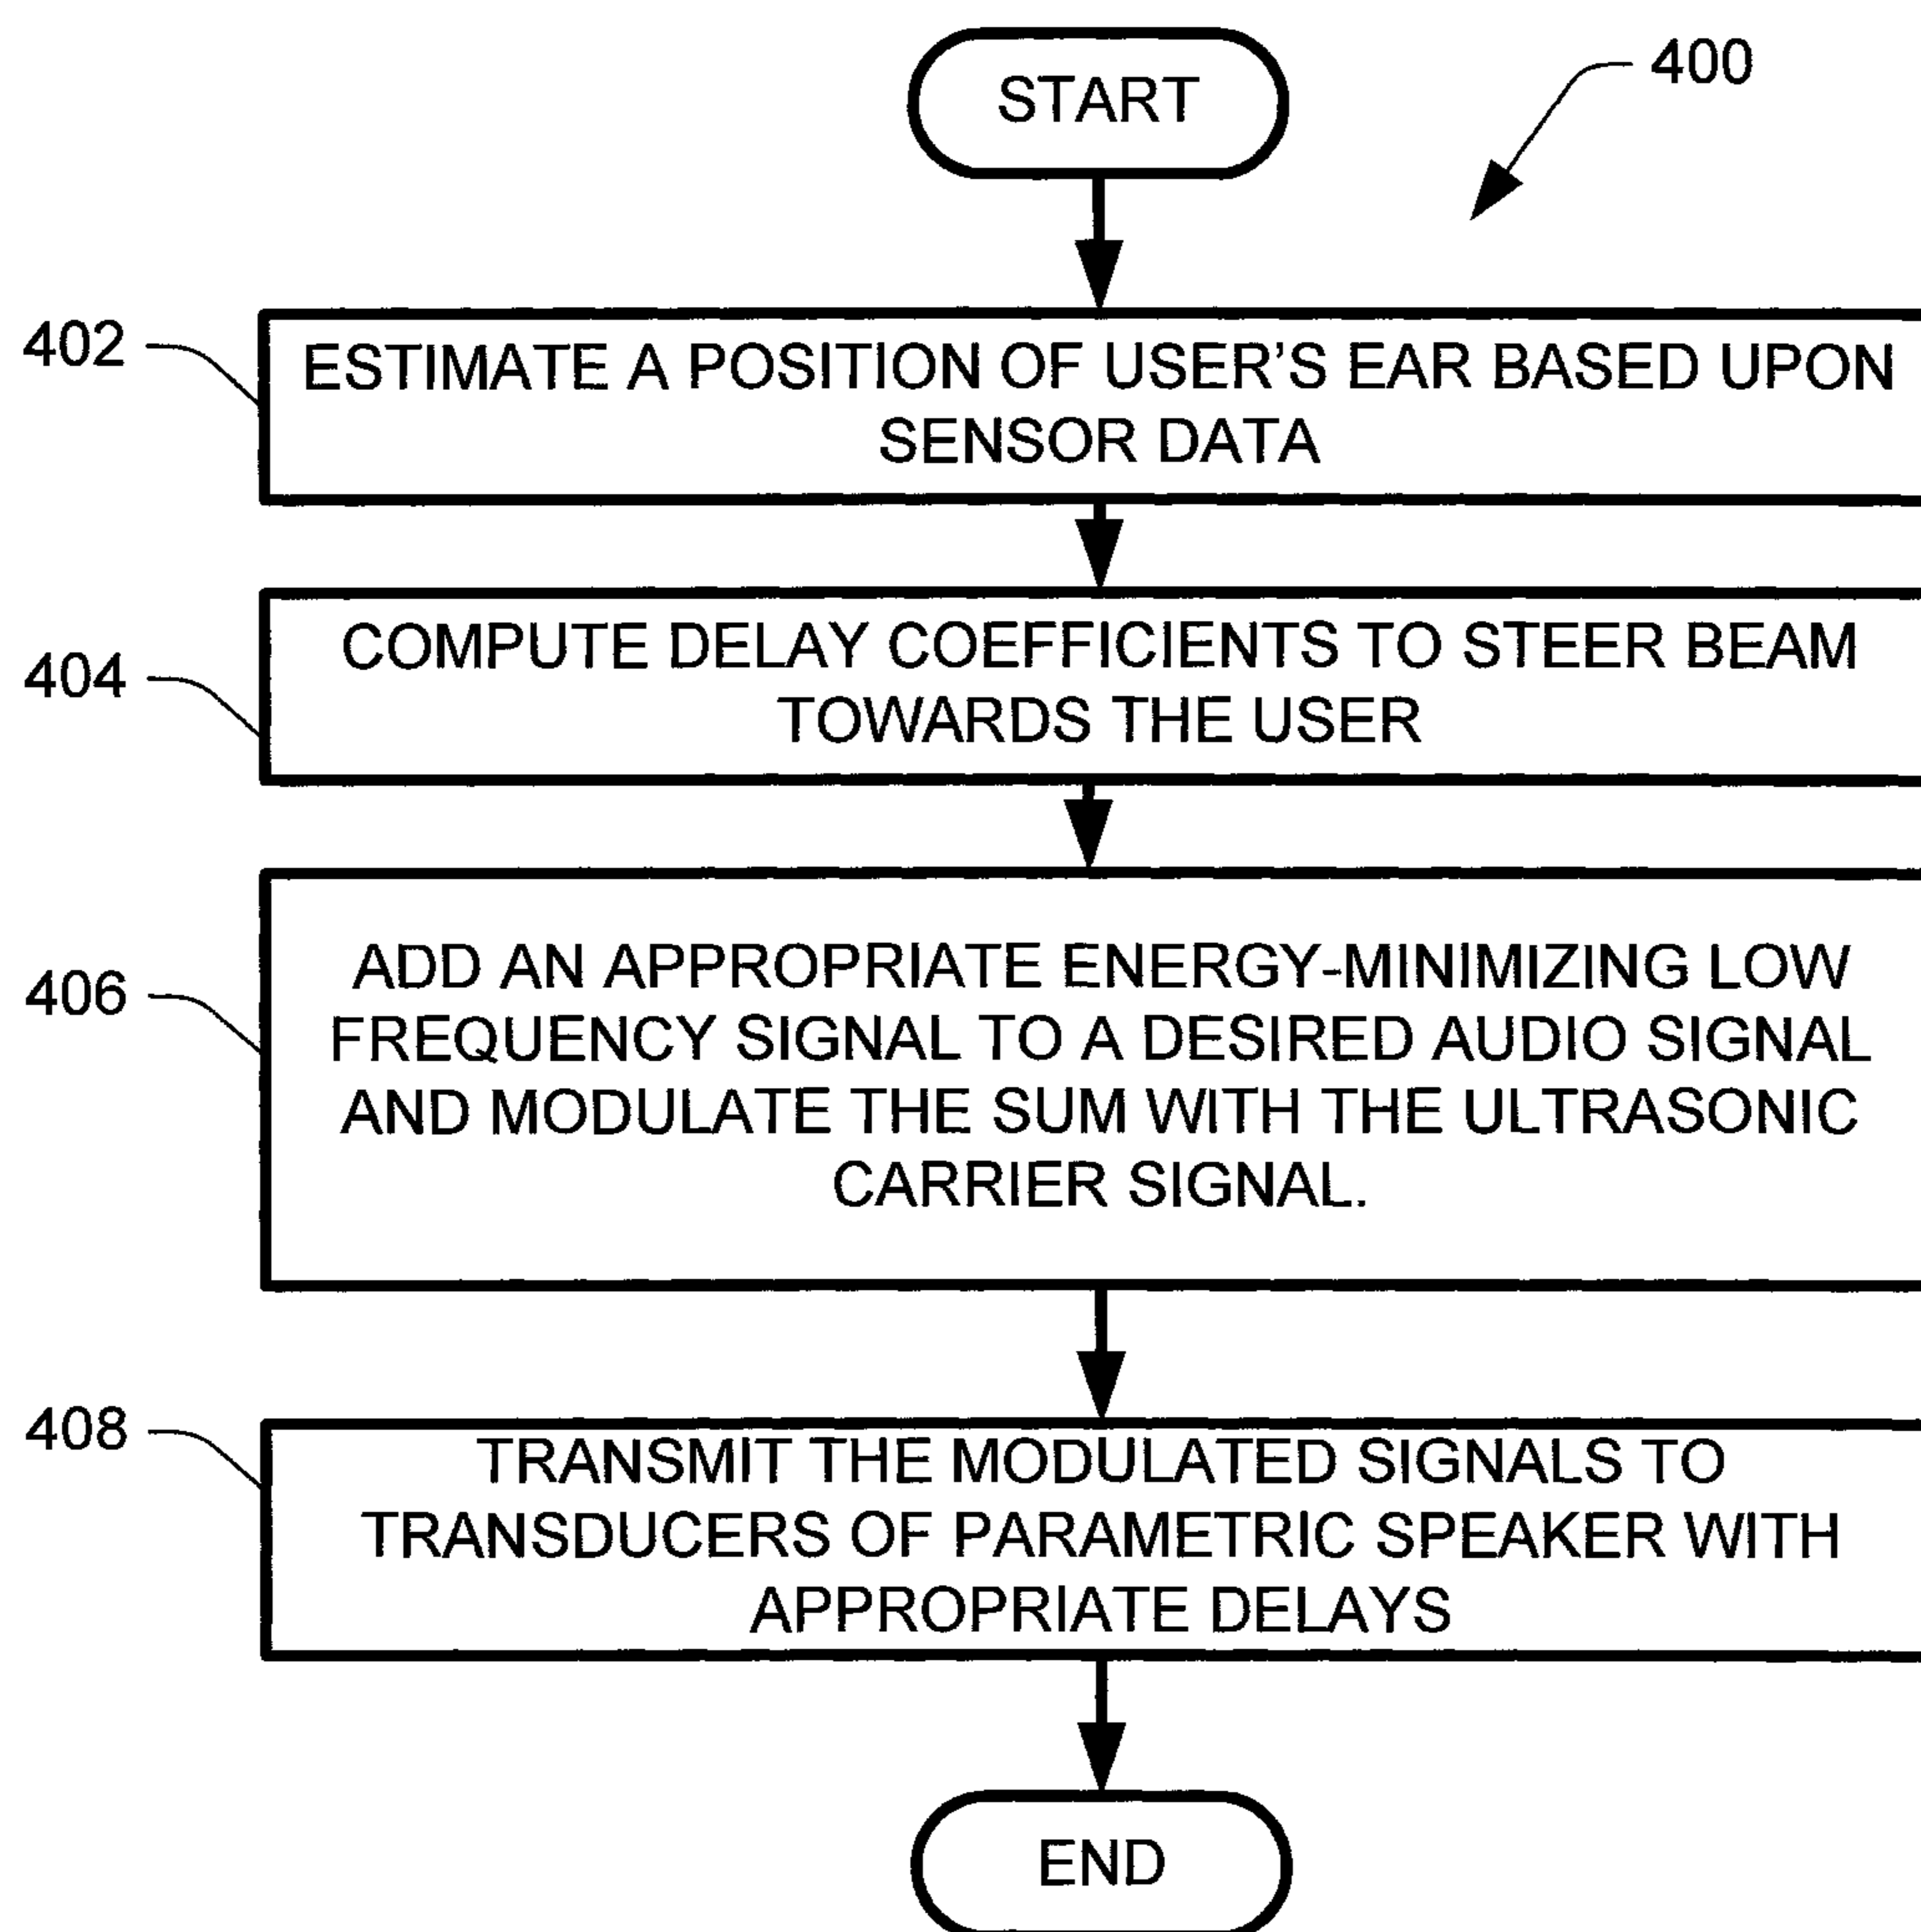 START
400
402
ESTIMATE A POSITION OF USER'S EAR BASED UPON
SENSOR DATA
404
COMPUTE DELAY COEFFICIENTS TO STEER BEAM
TOWARDS THE USER
406
ADD AN APPROPRIATE ENERGY-MINIMIZING LOW
FREQUENCY SIGNAL TO A DESIRED AUDIO SIGNAL
AND MODULATE THE SUM WITH THE ULTRASONIC
CARRIER SIGNAL.
408
TRANSMIT THE MODULATED SIGNALS TO
TRANSDUCERS OF PARAMETRIC SPEAKER WITH
APPROPRIATE DELAYS
END